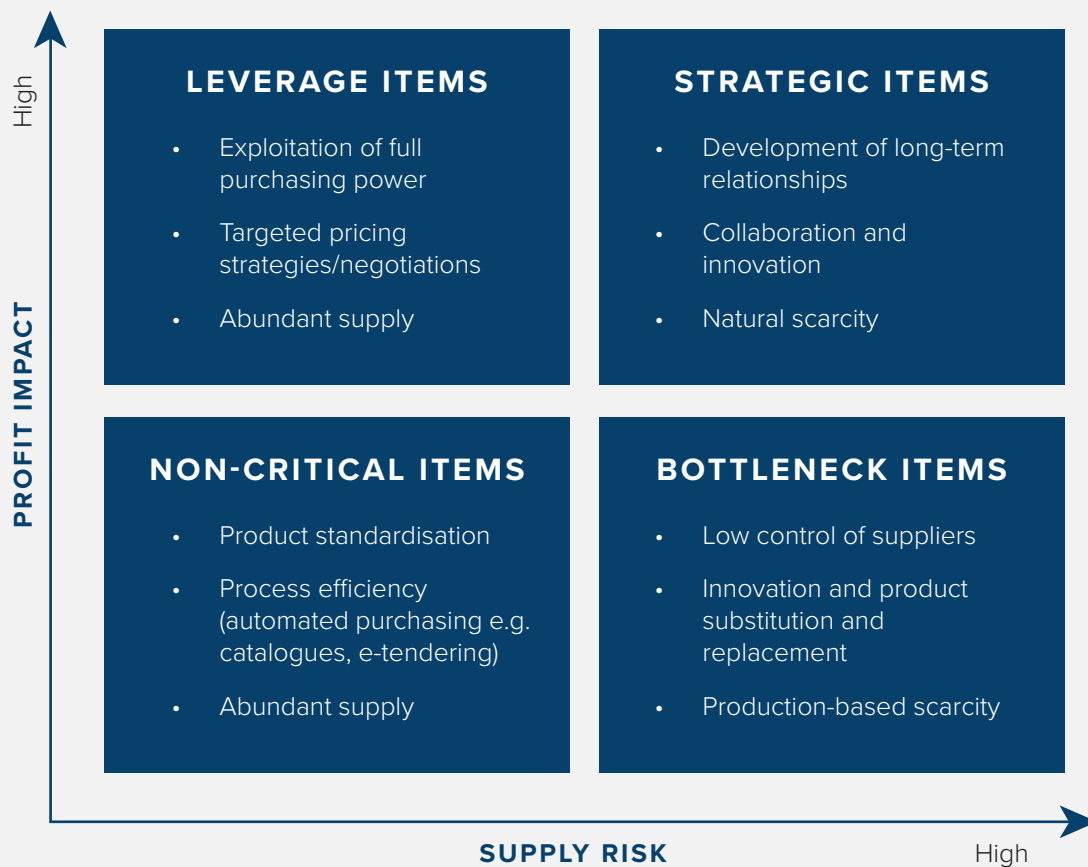 High
PROFIT IMPACT
LEVERAGE ITEMS
• Exploitation of full
purchasing power
• Targeted pricing
strategies/negotiations
• Abundant supply
STRATEGIC ITEMS
• Development of long-term
relationships
• Collaboration and
innovation
• Natural scarcity
NON-CRITICAL ITEMS
• Product standardisation
• Process efficiency
(automated purchasing e.g.
catalogues, e-tendering)
• Abundant supply
BOTTLENECK ITEMS
• Low control of suppliers
• Innovation and product
substitution and
replacement
• Production-based scarcity
SUPPLY RISK
High